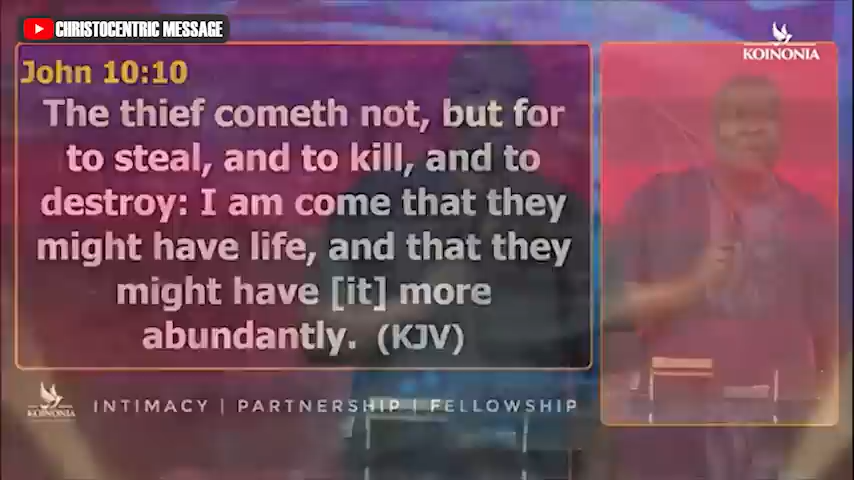 CHRISTOCENTRIC MESSAGE
KOINONIA
John 10:10
The thief cometh not, but for
to steal, and to kill, and to
destroy: I am come that they
might have life, and that they
might have [it] more
abundantly. (KJV)
KOINONIA
INTIMACY | PARTNERSHIP | FELLOWSHIP